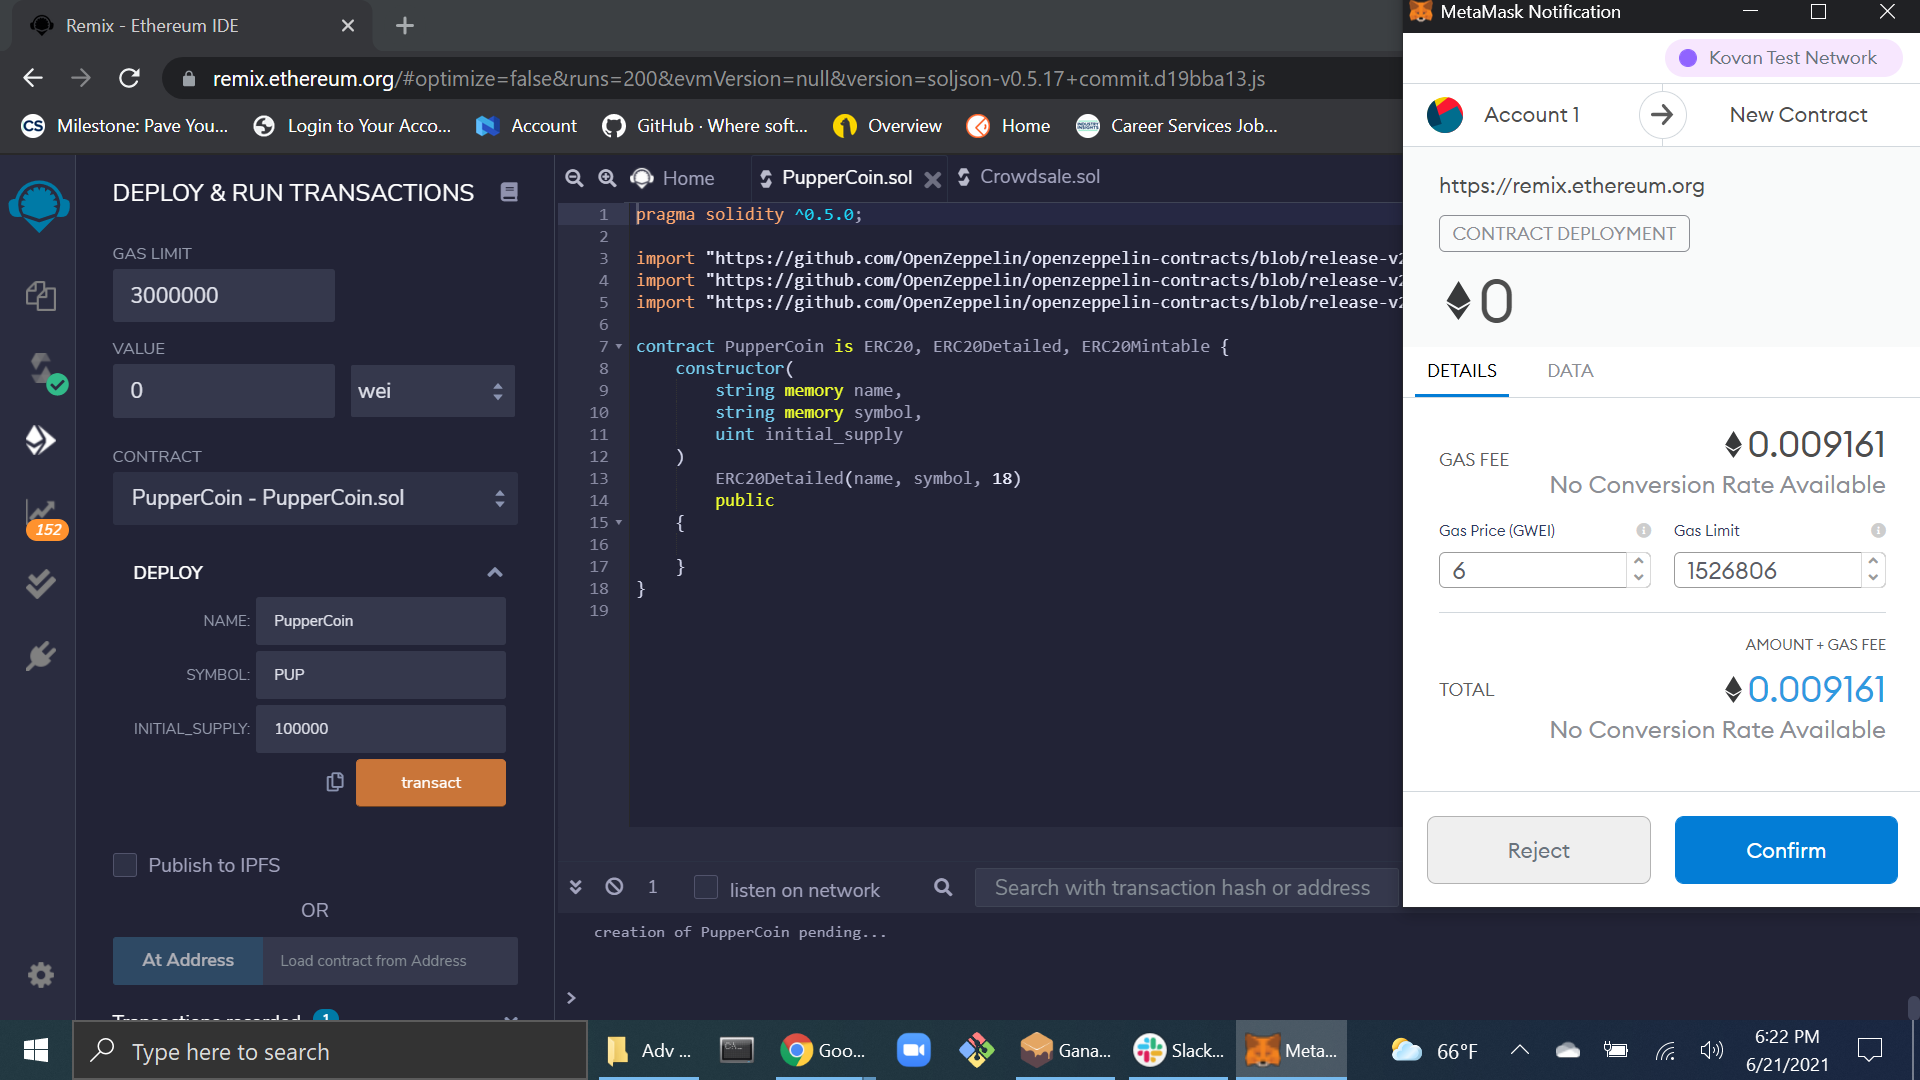 Remix - Ethereum IDE
remix.ethereum.org/#optimize=false&runs=200&evmVersion=null&version=soljson-v0.5.17+commit.d19bba13.js
CS Milestone: Pave You...
Login to Your Acco...
Account
GitHub · Where soft...
Overview
Home
Career Services Job...
DEPLOY & RUN TRANSACTIONS
GAS LIMIT
3000000
VALUE
0
wei
CONTRACT
PupperCoin - PupperCoin.sol
152
DEPLOY
NAME: PupperCoin
SYMBOL: PUP
INITIAL_SUPPLY: 100000
transact
Publish to IPFS
OR
At Address
Load contract from Address
Transactions recorded 1
Home
PupperCoin.sol
Crowdsale.sol
1 pragma solidity ^0.5.0;
2
3 import "https://github.com/OpenZeppelin/openzeppelin-contracts/blob/release-v2
4 import "https://github.com/OpenZeppelin/openzeppelin-contracts/blob/release-v2
5 import "https://github.com/OpenZeppelin/openzeppelin-contracts/blob/release-v2
6
7 contract PupperCoin is ERC20, ERC20Detailed, ERC20Mintable {
8 constructor(
9 string memory name,
10 string memory symbol,
11 uint initial_supply
12 )
13 ERC20Detailed(name, symbol, 18)
14 public
15 {
16
17 }
18 }
19
1
listen on network
Search with transaction hash or address
creation of PupperCoin pending...
>
MetaMask Notification
Kovan Test Network
Account 1
New Contract
https://remix.ethereum.org
CONTRACT DEPLOYMENT
0
DETAILS
DATA
GAS FEE
0.009161
No Conversion Rate Available
Gas Price (GWEI)
Gas Limit
6
1526806
AMOUNT + GAS FEE
TOTAL
0.009161
No Conversion Rate Available
Reject
Confirm
Type here to search
Adv ...
Goo...
Gana...
Slack...
Meta...
66°F
6:22 PM
6/21/2021